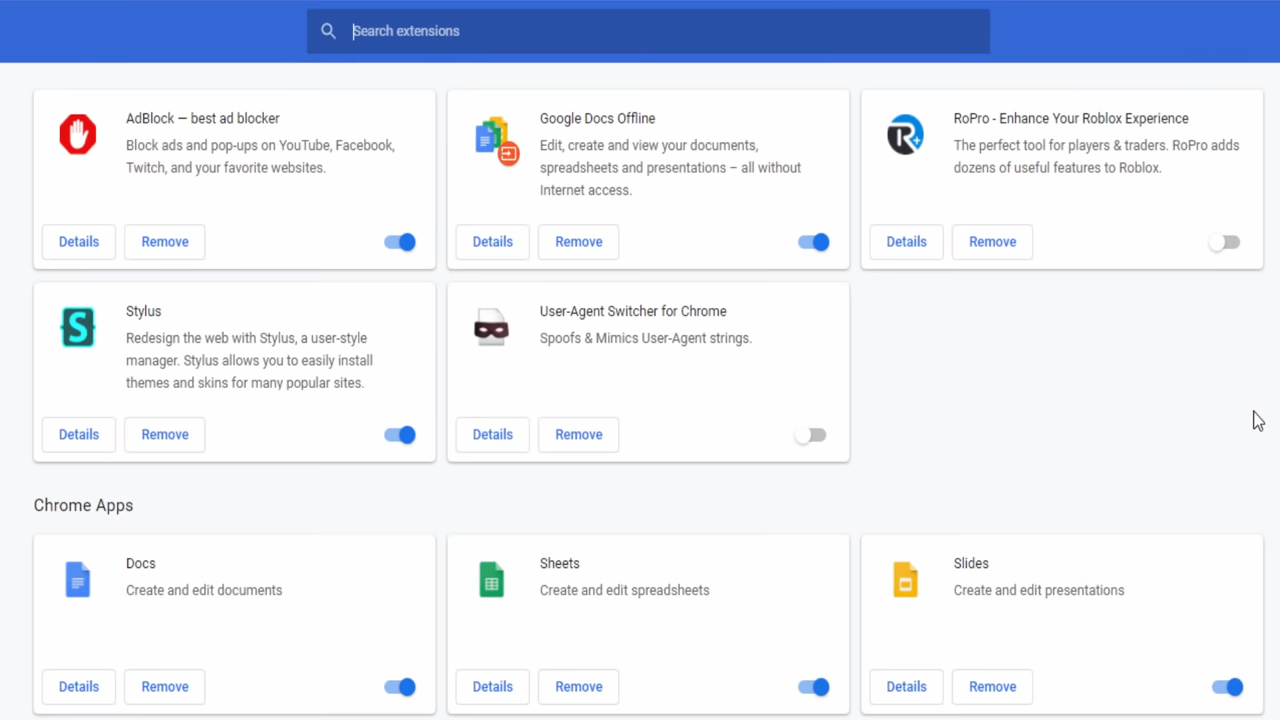 Search extensions
AdBlock — best ad blocker
Block ads and pop-ups on YouTube, Facebook,
Twitch, and your favorite websites.
Details Remove
Google Docs Offline
Edit, create and view your documents,
spreadsheets and presentations – all without
Internet access.
Details Remove
RoPro - Enhance Your Roblox Experience
The perfect tool for players & traders. RoPro adds
dozens of useful features to Roblox.
Details Remove
Stylus
Redesign the web with Stylus, a user-style
manager. Stylus allows you to easily install
themes and skins for many popular sites.
Details Remove
User-Agent Switcher for Chrome
Spoofs & Mimics User-Agent strings.
Details Remove
Chrome Apps
Docs
Create and edit documents
Details Remove
Sheets
Create and edit spreadsheets
Details Remove
Slides
Create and edit presentations
Details Remove